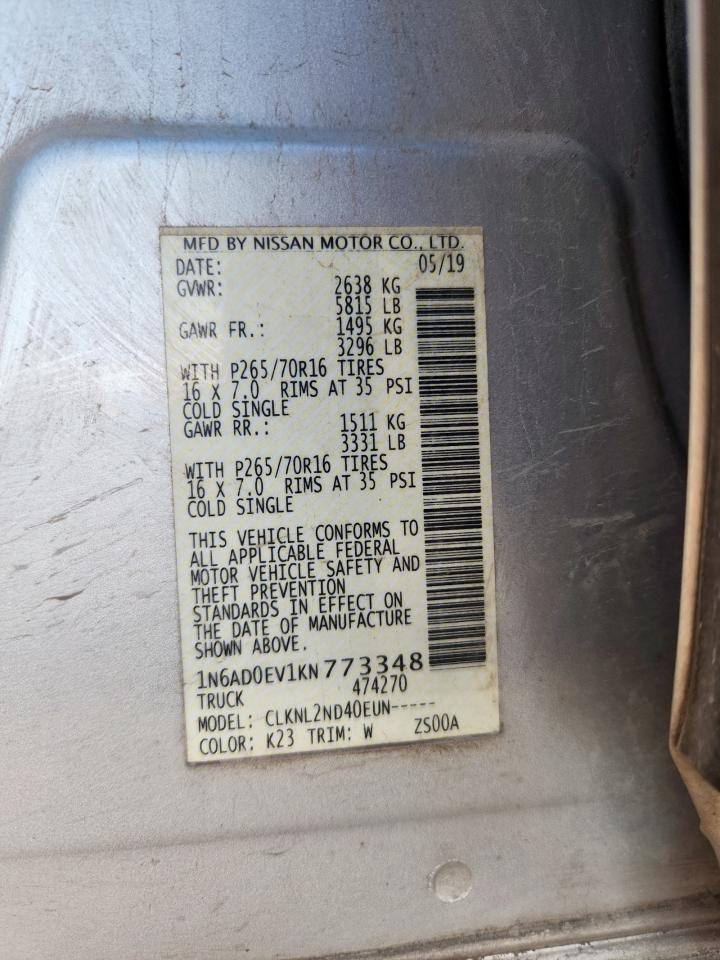 MFD BY NISSAN MOTOR CO., LTD.
DATE: 05/19
GVWR: 2638 KG
5815 LB
GAWR FR.: 1495 KG
3296 LB
WITH P265/70R16 TIRES
16 X 7.0 RIMS AT 35 PSI
COLD SINGLE
GAWR RR.: 1511 KG
3331 LB
WITH P265/70R16 TIRES
16 X 7.0 RIMS AT 35 PSI
COLD SINGLE
THIS VEHICLE CONFORMS TO
ALL APPLICABLE FEDERAL
MOTOR VEHICLE SAFETY AND
THEFT PREVENTION
STANDARDS IN EFFECT ON
THE DATE OF MANUFACTURE
SHOWN ABOVE.
1N6AD0EV1KN773348
TRUCK 474270
MODEL: CLKNL2ND40EUN-----
COLOR: K23 TRIM: W ZS00A